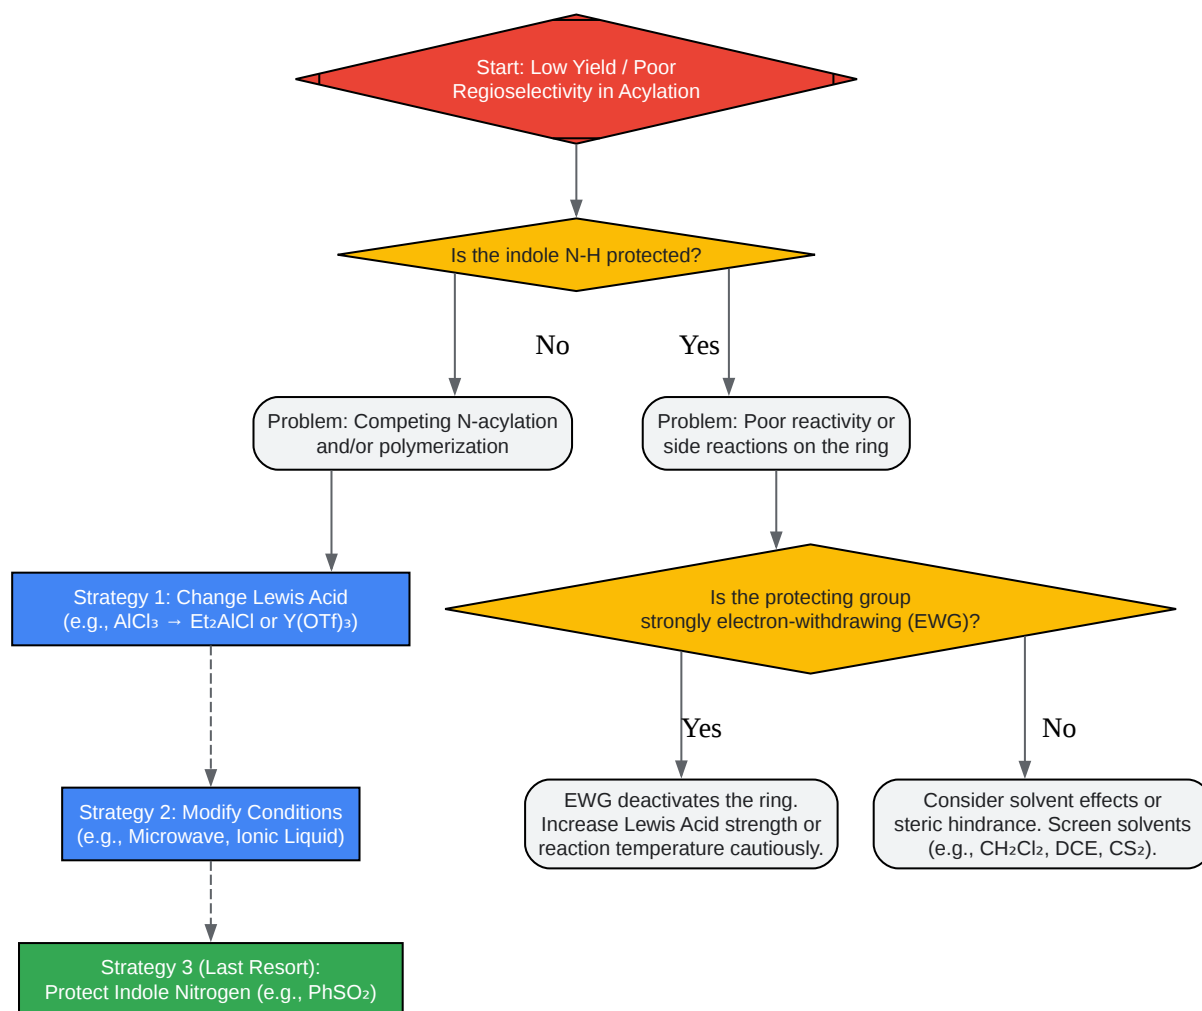 Start: Low Yield / Poor
Regioselectivity in Acylation
Is the indole N-H protected?
No
Yes
Problem: Competing N-acylation
and/or polymerization
Problem: Poor reactivity or
side reactions on the ring
Strategy 1: Change Lewis Acid
(e.g., AlCl₃ → Et₂AlCl or Y(OTf)₃)
Is the protecting group
strongly electron-withdrawing (EWG)?
Yes
No
Strategy 2: Modify Conditions
(e.g., Microwave, Ionic Liquid)
EWG deactivates the ring.
Increase Lewis Acid strength or
reaction temperature cautiously.
Consider solvent effects or
steric hindrance. Screen solvents
(e.g., CH₂Cl₂, DCE, CS₂).
Strategy 3 (Last Resort):
Protect Indole Nitrogen (e.g., PhSO₂)